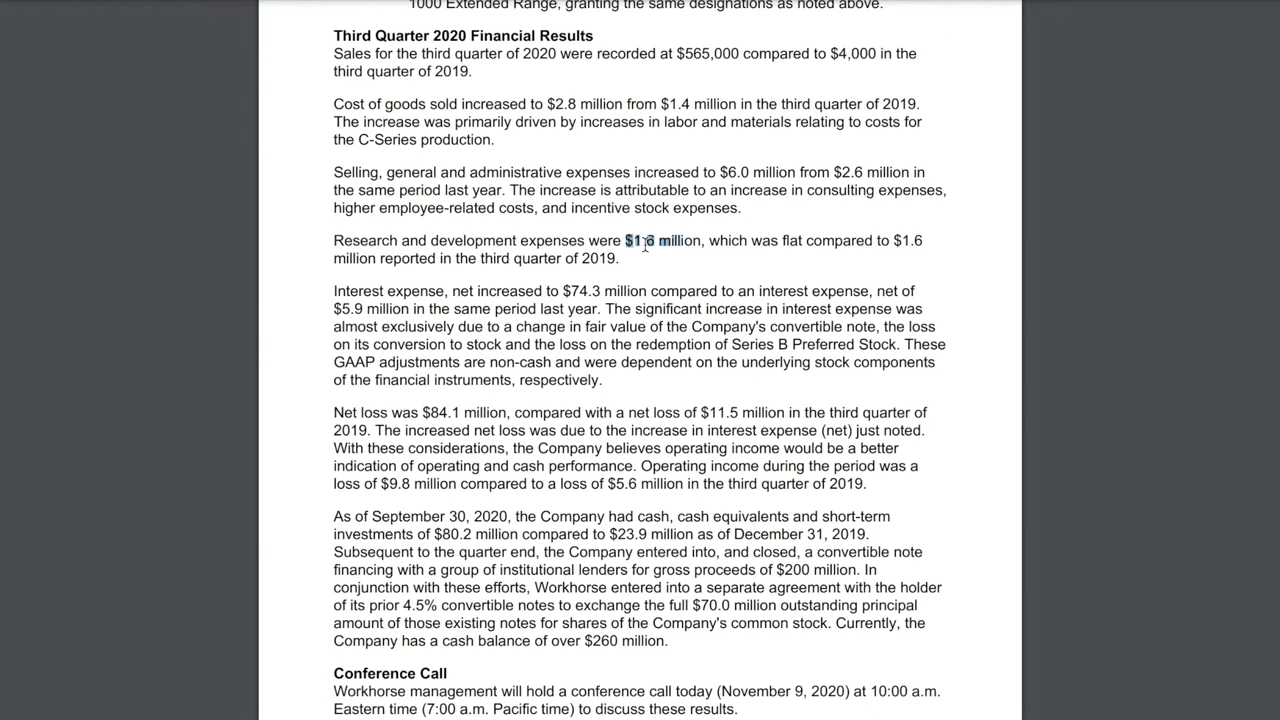 1000 Extended Range, granting the same designations as noted above.
Third Quarter 2020 Financial Results
Sales for the third quarter of 2020 were recorded at $565,000 compared to $4,000 in the
third quarter of 2019.
Cost of goods sold increased to $2.8 million from $1.4 million in the third quarter of 2019.
The increase was primarily driven by increases in labor and materials relating to costs for
the C-Series production.
Selling, general and administrative expenses increased to $6.0 million from $2.6 million in
the same period last year. The increase is attributable to an increase in consulting expenses,
higher employee-related costs, and incentive stock expenses.
Research and development expenses were $1.6 million, which was flat compared to $1.6
million reported in the third quarter of 2019.
Interest expense, net increased to $74.3 million compared to an interest expense, net of
$5.9 million in the same period last year. The significant increase in interest expense was
almost exclusively due to a change in fair value of the Company's convertible note, the loss
on its conversion to stock and the loss on the redemption of Series B Preferred Stock. These
GAAP adjustments are non-cash and were dependent on the underlying stock components
of the financial instruments, respectively.
Net loss was $84.1 million, compared with a net loss of $11.5 million in the third quarter of
2019. The increased net loss was due to the increase in interest expense (net) just noted.
With these considerations, the Company believes operating income would be a better
indication of operating and cash performance. Operating income during the period was a
loss of $9.8 million compared to a loss of $5.6 million in the third quarter of 2019.
As of September 30, 2020, the Company had cash, cash equivalents and short-term
investments of $80.2 million compared to $23.9 million as of December 31, 2019.
Subsequent to the quarter end, the Company entered into, and closed, a convertible note
financing with a group of institutional lenders for gross proceeds of $200 million. In
conjunction with these efforts, Workhorse entered into a separate agreement with the holder
of its prior 4.5% convertible notes to exchange the full $70.0 million outstanding principal
amount of those existing notes for shares of the Company's common stock. Currently, the
Company has a cash balance of over $260 million.
Conference Call
Workhorse management will hold a conference call today (November 9, 2020) at 10:00 a.m.
Eastern time (7:00 a.m. Pacific time) to discuss these results.